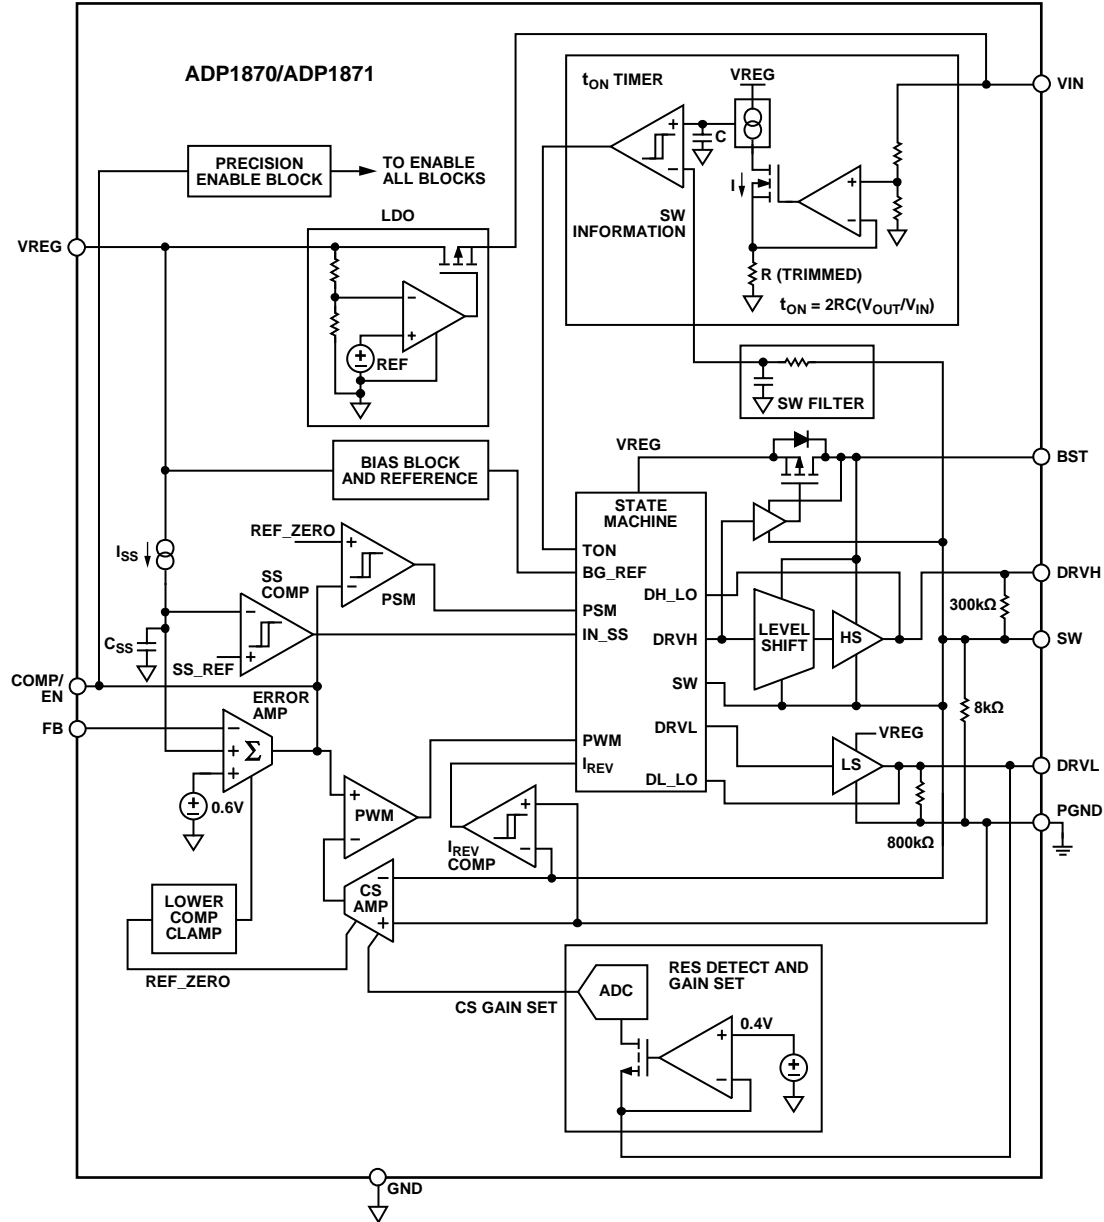 ADP1870/ADP1871
tON TIMER
VREG
VIN
C
PRECISION
ENABLE BLOCK
TO ENABLE
ALL BLOCKS
I
SW
INFORMATION
LDO
VREG
R (TRIMMED)
tON = 2RC(VOUT/VIN)
REF
SW FILTER
VREG
BST
BIAS BLOCK
AND REFERENCE
STATE
MACHINE
REF_ZERO
ISS
TON
BG_REF
DRVH
SS
COMP
PSM
DH_LO
300kΩ
PSM
CSS
IN_SS
DRVH
LEVEL
SHIFT
HS
SW
SS_REF
COMP/
EN
ERROR
AMP
SW
8kΩ
FB
DRVL
VREG
Σ
PWM
IREV
LS
DRVL
0.6V
DL_LO
PGND
PWM
IREV
COMP
800kΩ
CS
AMP
LOWER
COMP
CLAMP
REF_ZERO
RES DETECT AND
GAIN SET
ADC
CS GAIN SET
0.4V
GND